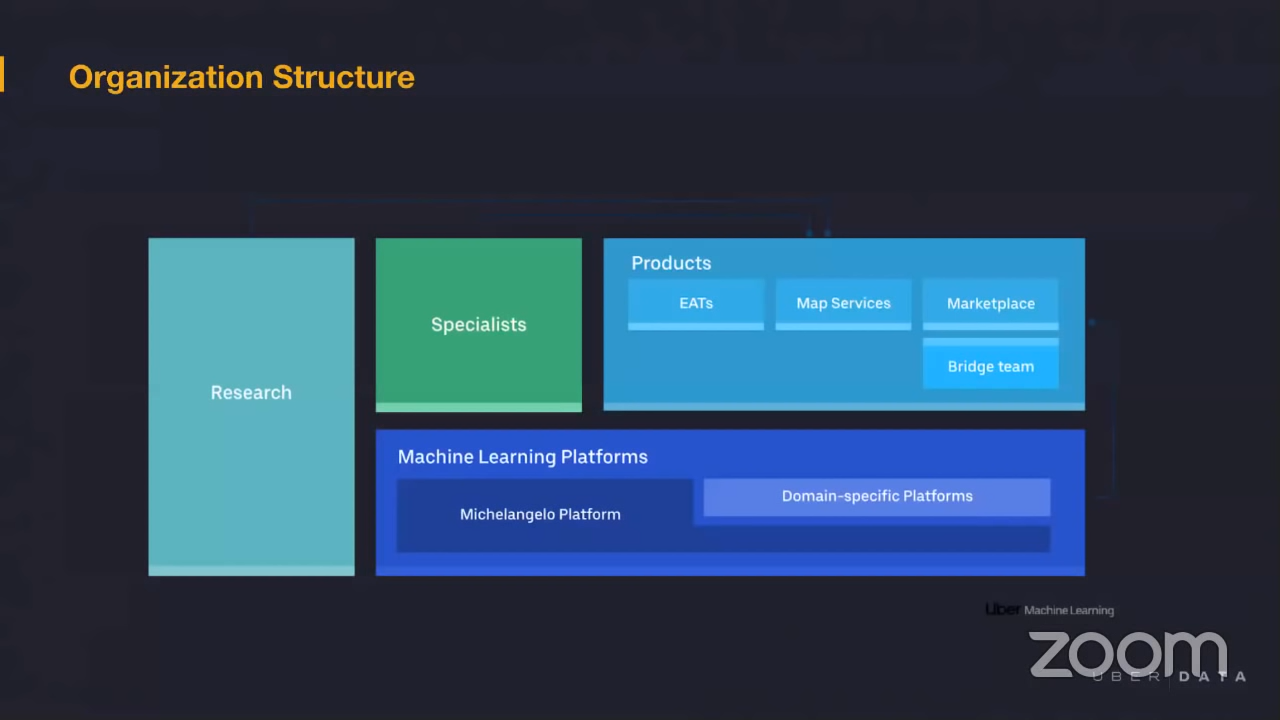 Organization Structure
Research
Specialists
Products
EATs
Map Services
Marketplace
Bridge team
Machine Learning Platforms
Michelangelo Platform
Domain-specific Platforms
Uber Machine Learning
zoom
UBER | DATA